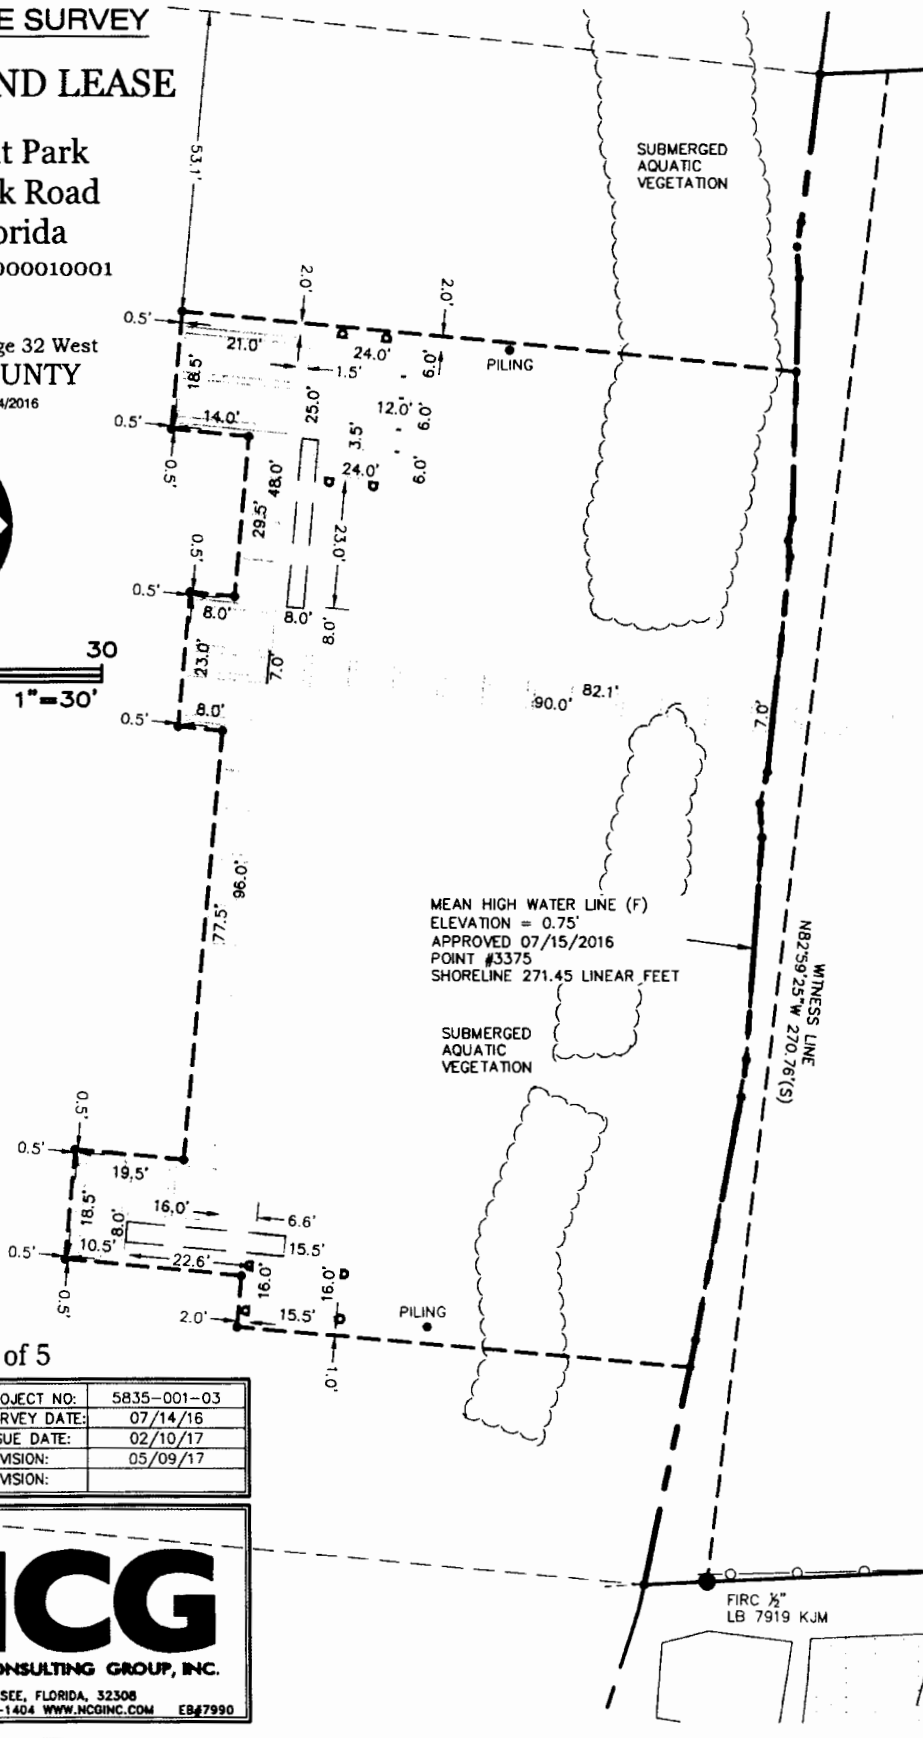 E SURVEY
ND LEASE
t Park
k Road
orida
000010001
ge 32 West
UNTY
4/2016
53.1'
SUBMERGED
AQUATIC
VEGETATION
0.5'
2.0'
2.0'
21.0'
24.0'
6.0'
PILING
18.5'
1.5'
25.0'
12.0'
6.0'
0.5'
14.0'
3.5'
0.5'
48.0'
24.0'
6.0'
29.5'
23.0'
0.5'
0.5'
8.0'
8.0'
8.0'
30
1"=30'
23.0'
7.0'
82.1'
90.0'
7.0'
0.5'
8.0'
96.0'
77.5'
MEAN HIGH WATER LINE (F)
ELEVATION = 0.75'
APPROVED 07/15/2016
POINT #3375
SHORELINE 271.45 LINEAR FEET
WITNESS LINE
N82°59'25"W 270.76'(S)
SUBMERGED
AQUATIC
VEGETATION
0.5'
0.5'
19.5'
18.5'
8.0'
16.0'
6.6'
15.5'
0.5'
10.5'
22.6'
16.0'
16.0'
0.5'
2.0'
15.5'
PILING
1.0'
of 5
OJECT NO: 5835-001-03
RVEY DATE: 07/14/16
SUE DATE: 02/10/17
VISION: 05/09/17
VISION:
NCG
ONSULTING GROUP, INC.
SEE, FLORIDA, 32308
-1404 WWW.NCGINC.COM EB#7990
FIRC ½"
LB 7919 KJM